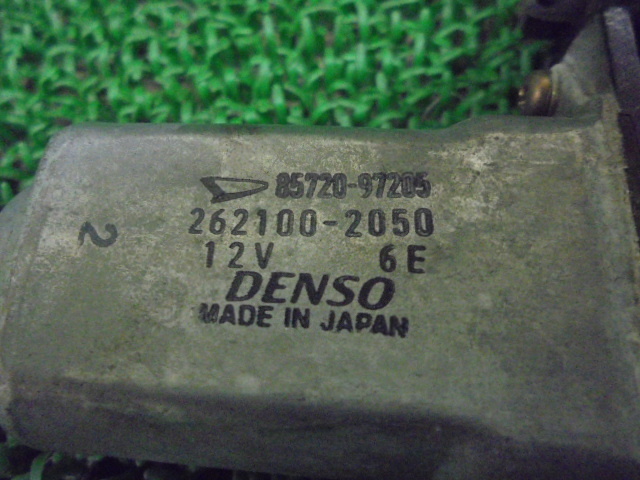 85720-97205
262100-2050
12V 6E
DENSO
MADE IN JAPAN
2